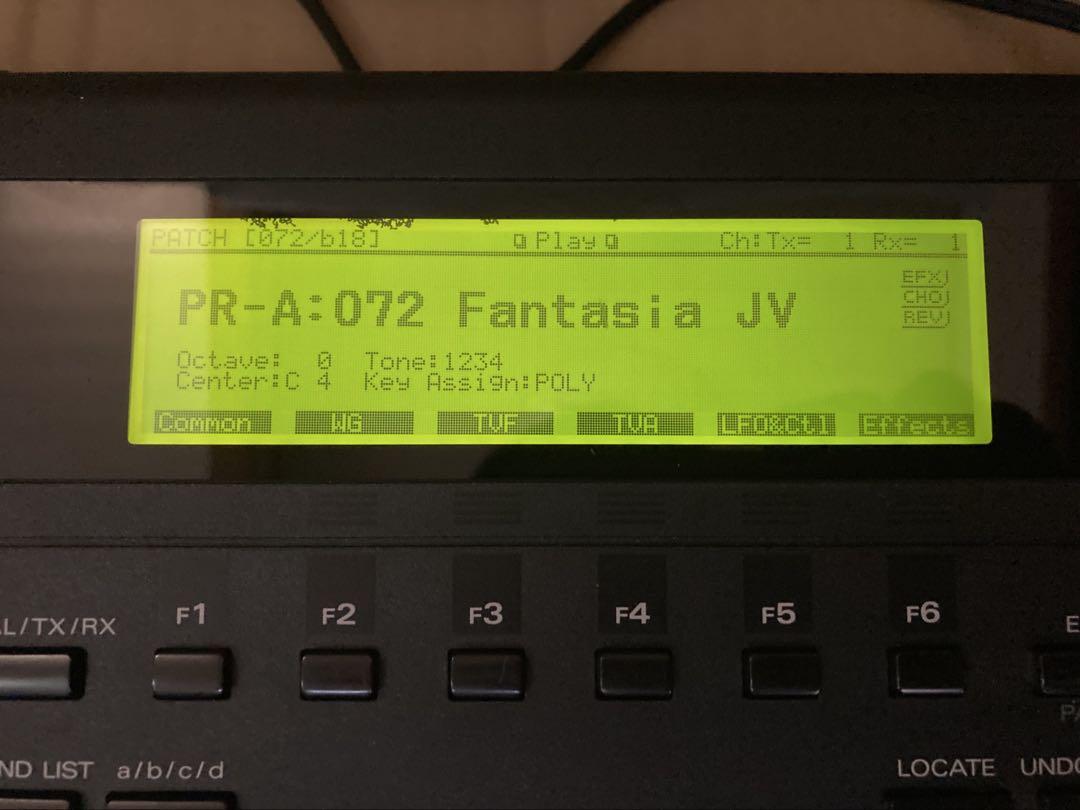 PATCH [072/b18] Play Ch:Tx= 1 Rx= 1
PR-A:072 Fantasia JV
EFX
CHO
REV
Octave: 0 Tone:1234
Center:C 4 Key Assign:POLY
Common WG TVF TVA LFO&Ctl Effects
F1 F2 F3 F4 F5 F6
L/TX/RX
ND LIST a/b/c/d LOCATE UNDO